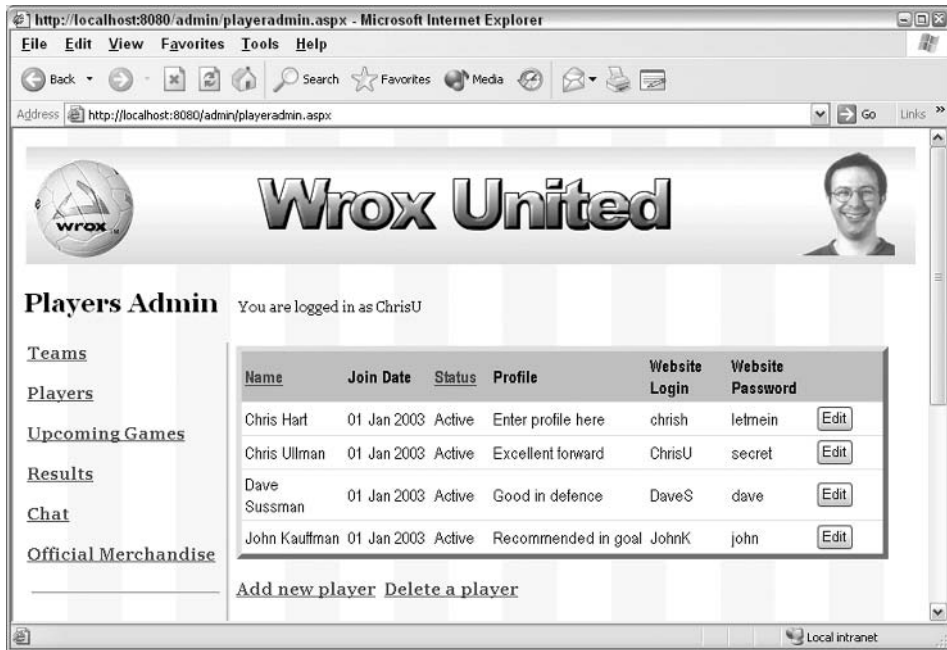 http://localhost:8080/admin/playeradmin.aspx - Microsoft Internet Explorer
File Edit View Favorites Tools Help
Back Search Favorites Media
Address http://localhost:8080/admin/playeradmin.aspx Go Links »
wrox
Wrox United
Players Admin
You are logged in as ChrisU
Teams
Players
Upcoming Games
Results
Chat
Official Merchandise
Name Join Date Status Profile Website Login Website Password
Chris Hart 01 Jan 2003 Active Enter profile here chrish letmein Edit
Chris Ullman 01 Jan 2003 Active Excellent forward ChrisU secret Edit
Dave Sussman 01 Jan 2003 Active Good in defence DaveS dave Edit
John Kauffman 01 Jan 2003 Active Recommended in goal JohnK john Edit
Add new player Delete a player
Local intranet